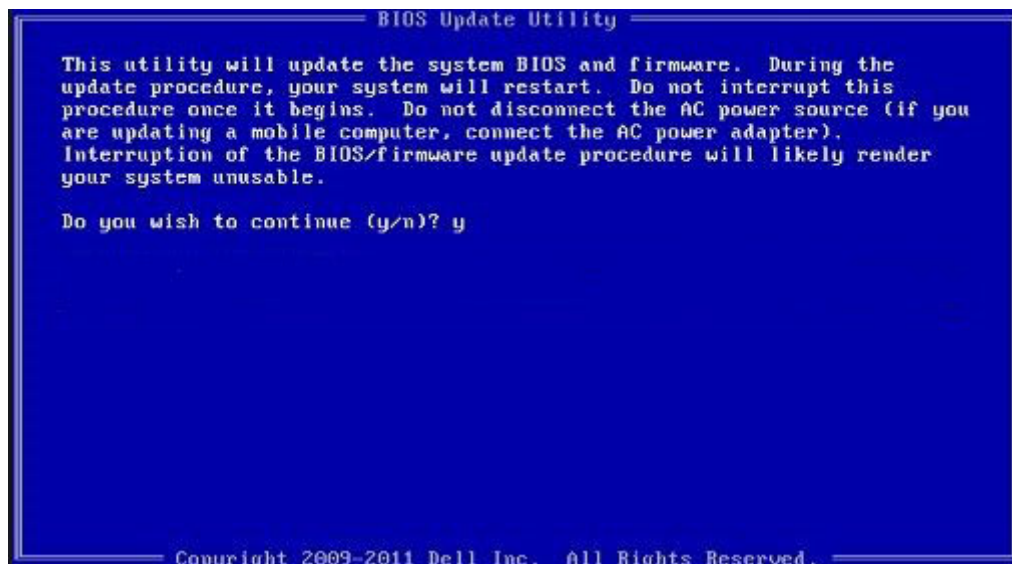 BIOS Update Utility
This utility will update the system BIOS and firmware.  During the
update procedure, your system will restart.  Do not interrupt this
procedure once it begins.  Do not disconnect the AC power source (if you
are updating a mobile computer, connect the AC power adapter).
Interruption of the BIOS/firmware update procedure will likely render
your system unusable.
Do you wish to continue (y/n)? y
Copyright 2009-2011 Dell Inc.  All Rights Reserved.